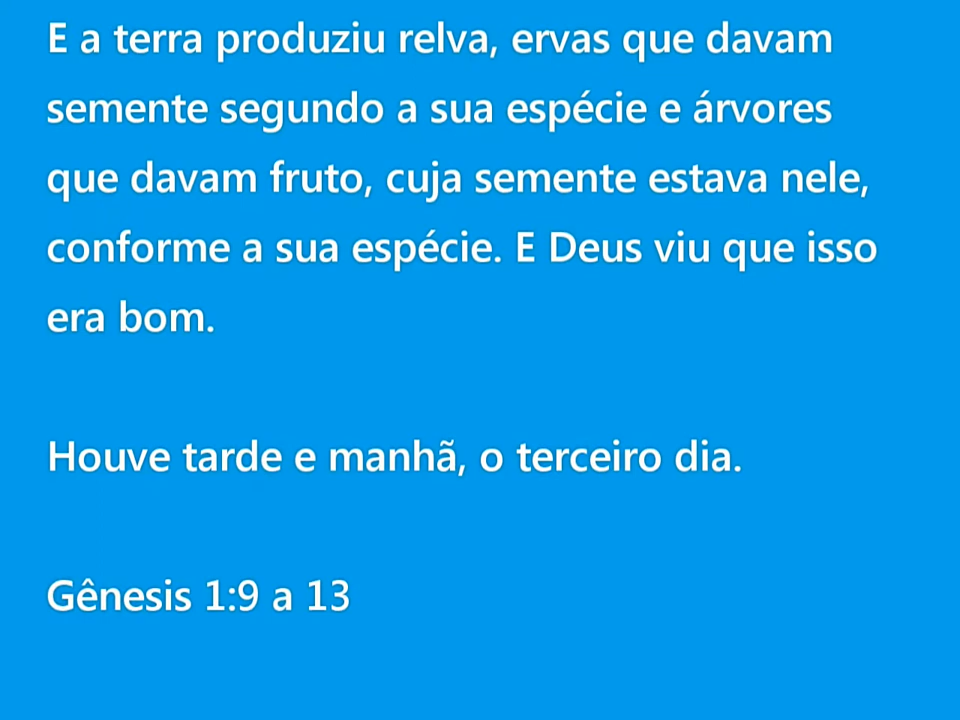 E a terra produziu relva, ervas que davam
semente segundo a sua espécie e árvores
que davam fruto, cuja semente estava nele,
conforme a sua espécie. E Deus viu que isso
era bom.
Houve tarde e manhã, o terceiro dia.
Gênesis 1:9 a 13